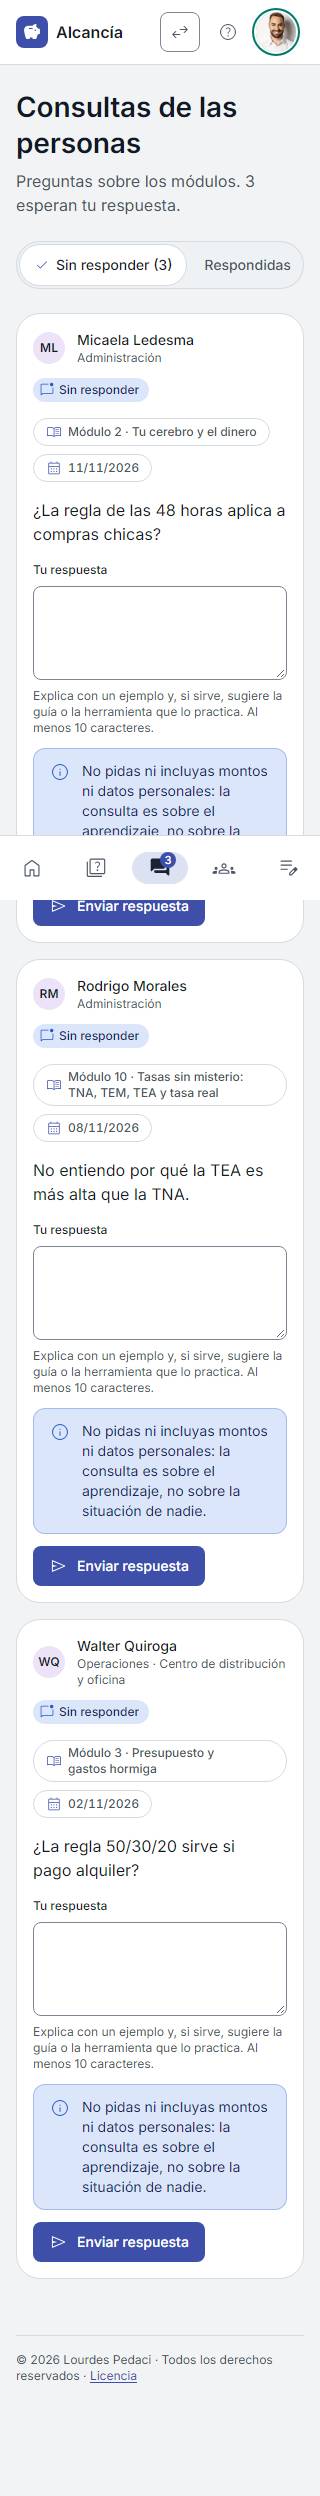 Alcancía
Consultas de las
personas
Preguntas sobre los módulos. 3
esperan tu respuesta.
Sin responder (3)
Respondidas
ML
Micaela Ledesma
Administración
Sin responder
Módulo 2 · Tu cerebro y el dinero
11/11/2026
¿La regla de las 48 horas aplica a
compras chicas?
Tu respuesta
Explica con un ejemplo y, si sirve, sugiere la
guía o la herramienta que lo practica. Al
menos 10 caracteres.
No pidas ni incluyas montos
ni datos personales: la
consulta es sobre el
aprendizaje, no sobre la
3
Enviar respuesta
RM
Rodrigo Morales
Administración
Sin responder
Módulo 10 · Tasas sin misterio:
TNA, TEM, TEA y tasa real
08/11/2026
No entiendo por qué la TEA es
más alta que la TNA.
Tu respuesta
Explica con un ejemplo y, si sirve, sugiere la
guía o la herramienta que lo practica. Al
menos 10 caracteres.
No pidas ni incluyas montos
ni datos personales: la
consulta es sobre el
aprendizaje, no sobre la
situación de nadie.
Enviar respuesta
WQ
Walter Quiroga
Operaciones · Centro de distribución
y oficina
Sin responder
Módulo 3 · Presupuesto y
gastos hormiga
02/11/2026
¿La regla 50/30/20 sirve si
pago alquiler?
Tu respuesta
Explica con un ejemplo y, si sirve, sugiere la
guía o la herramienta que lo practica. Al
menos 10 caracteres.
No pidas ni incluyas montos
ni datos personales: la
consulta es sobre el
aprendizaje, no sobre la
situación de nadie.
Enviar respuesta
© 2026 Lourdes Pedaci · Todos los derechos
reservados · Licencia